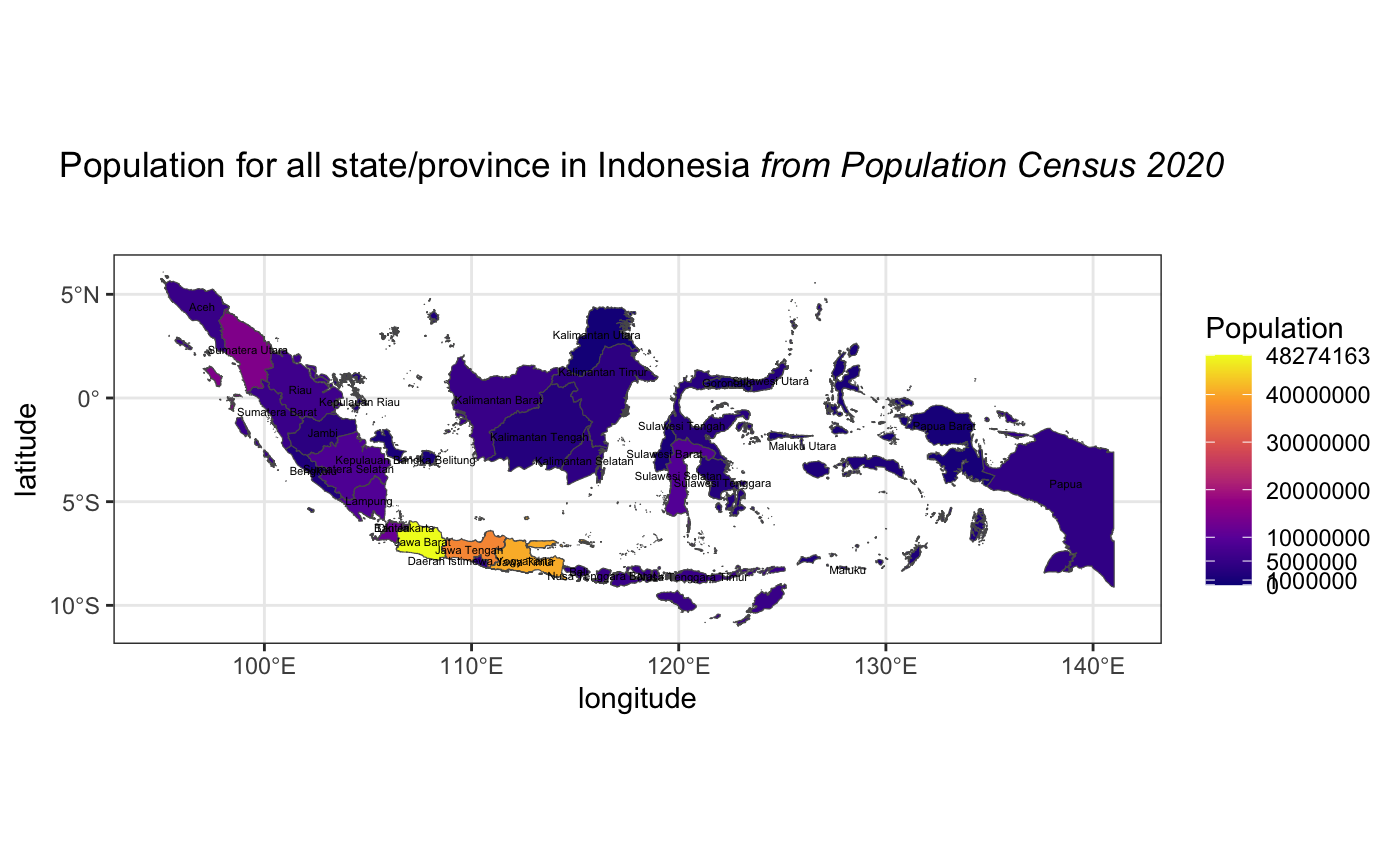 Population for all state/province in Indonesia from Population Census 2020
latitude
5°N
0°
5°S
10°S
Aceh
Sumatera Utara
Riau
Kepulauan Riau
Sumatera Barat
Jambi
Kepulauan Bangka Belitung
Sumatera Selatan
Bengkulu
Lampung
Jawa Barat
Jawa Tengah
Daerah Istimewa Yogyakarta
Kalimantan Utara
Kalimantan Timur
Kalimantan Barat
Kalimantan Tengah
Kalimantan Selatan
Sulawesi Utara
Sulawesi Tengah
Sulawesi Barat
Sulawesi Selatan
Sulawesi Tenggara
Maluku Utara
Papua Barat
Papua
Nusa Tenggara Barat
Nusa Tenggara Timur
Maluku
100°E
110°E
120°E
130°E
140°E
longitude
Population
48274163
40000000
30000000
20000000
10000000
5000000
1000000
0